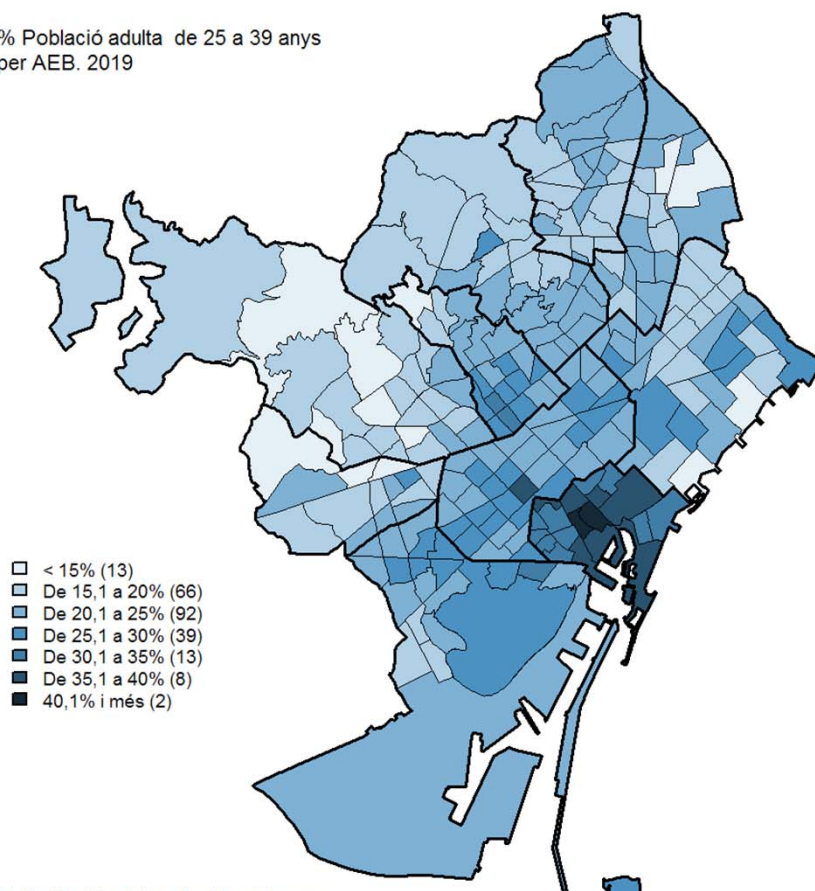 % Població adulta de 25 a 39 anys
per AEB. 2019
< 15% (13)
De 15,1 a 20% (66)
De 20,1 a 25% (92)
De 25,1 a 30% (39)
De 30,1 a 35% (13)
De 35,1 a 40% (8)
40,1% i més (2)